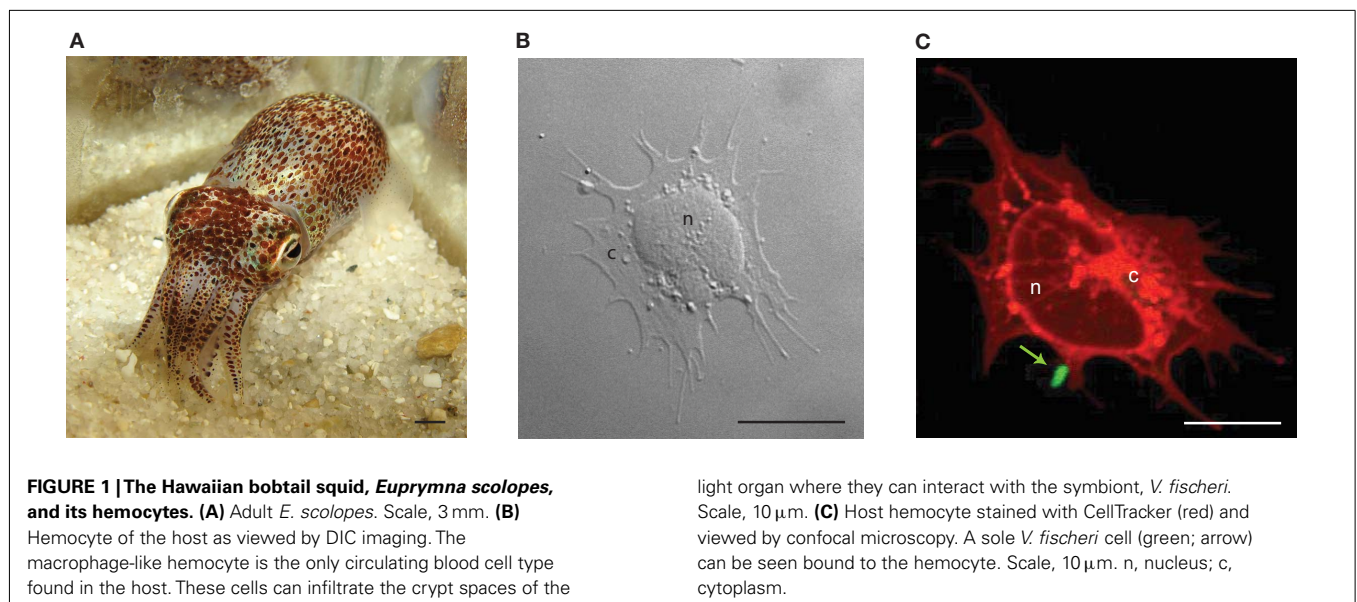 A
B
C
n
c
n
c
FIGURE 1 | The Hawaiian bobtail squid, Euprymna scolopes,
and its hemocytes. (A) Adult E. scolopes. Scale, 3 mm. (B)
Hemocyte of the host as viewed by DIC imaging. The
macrophage-like hemocyte is the only circulating blood cell type
found in the host. These cells can infiltrate the crypt spaces of the
light organ where they can interact with the symbiont, V. fischeri.
Scale, 10 μm. (C) Host hemocyte stained with CellTracker (red) and
viewed by confocal microscopy. A sole V. fischeri cell (green; arrow)
can be seen bound to the hemocyte. Scale, 10 μm. n, nucleus; c,
cytoplasm.